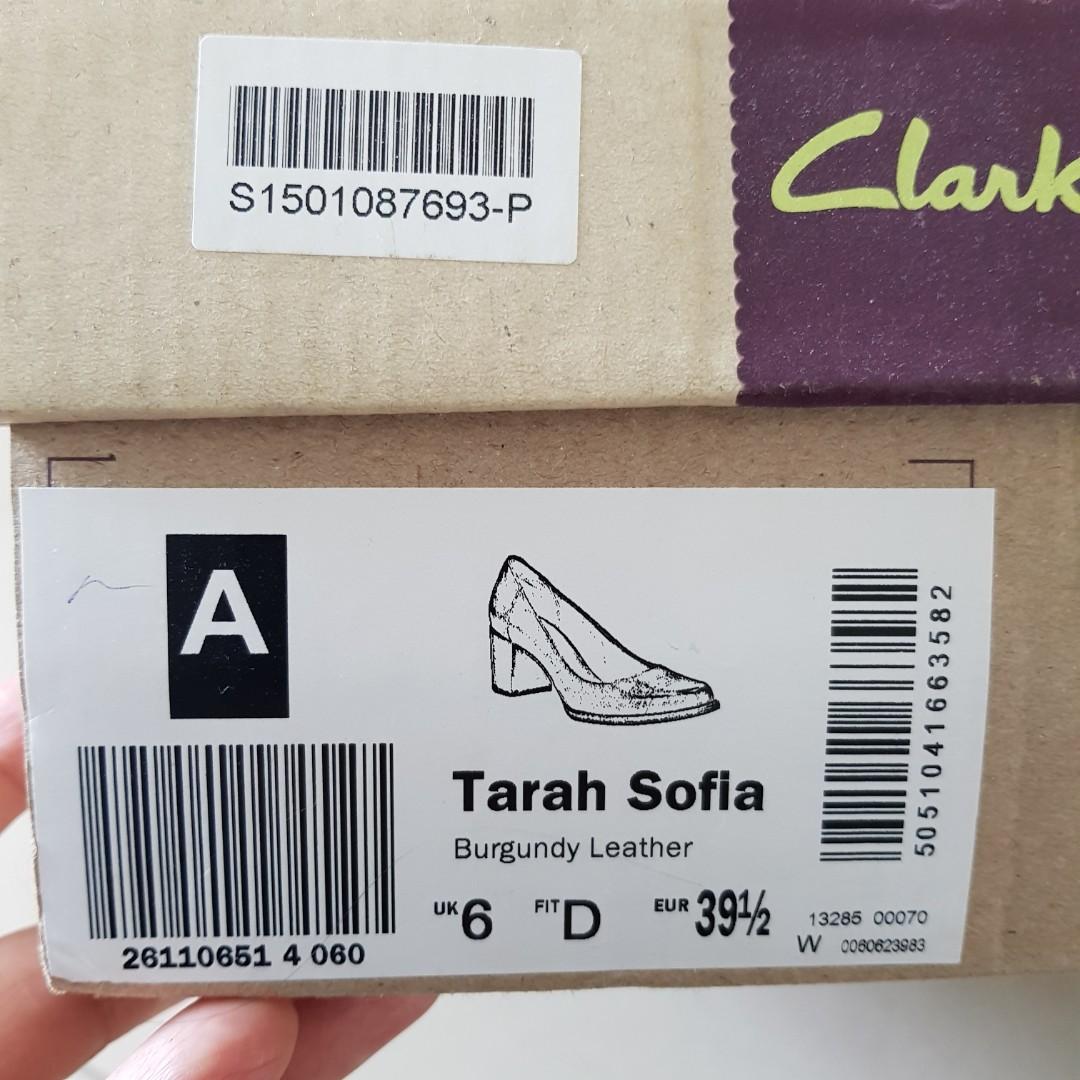 S1501087693-P
Clark
A
Tarah Sofia
Burgundy Leather
UK 6 FIT D EUR 39½
26110651 4 060
5051041663582
13285 00070
W 0060623983